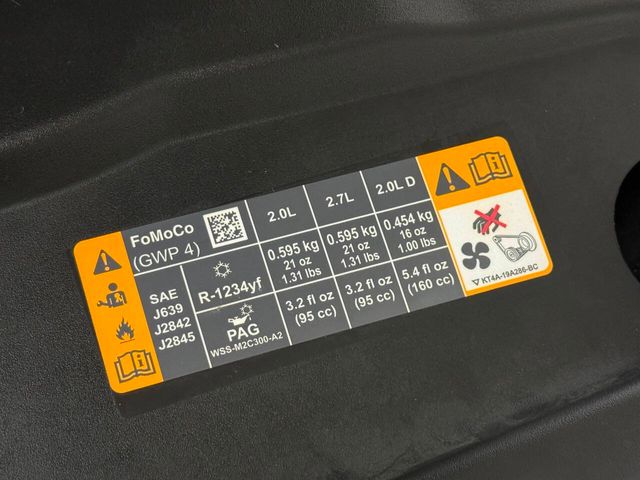 FoMoCo
(GWP 4)
2.0L
2.7L
2.0L D
SAE
J639
J2842
J2845
R-1234yf
0.595 kg
21 oz
1.31 lbs
0.595 kg
21 oz
1.31 lbs
0.454 kg
16 oz
1.00 lbs
PAG
WSS-M2C300-A2
3.2 fl oz
(95 cc)
3.2 fl oz
(95 cc)
5.4 fl oz
(160 cc)
KT4A-19A286-BC